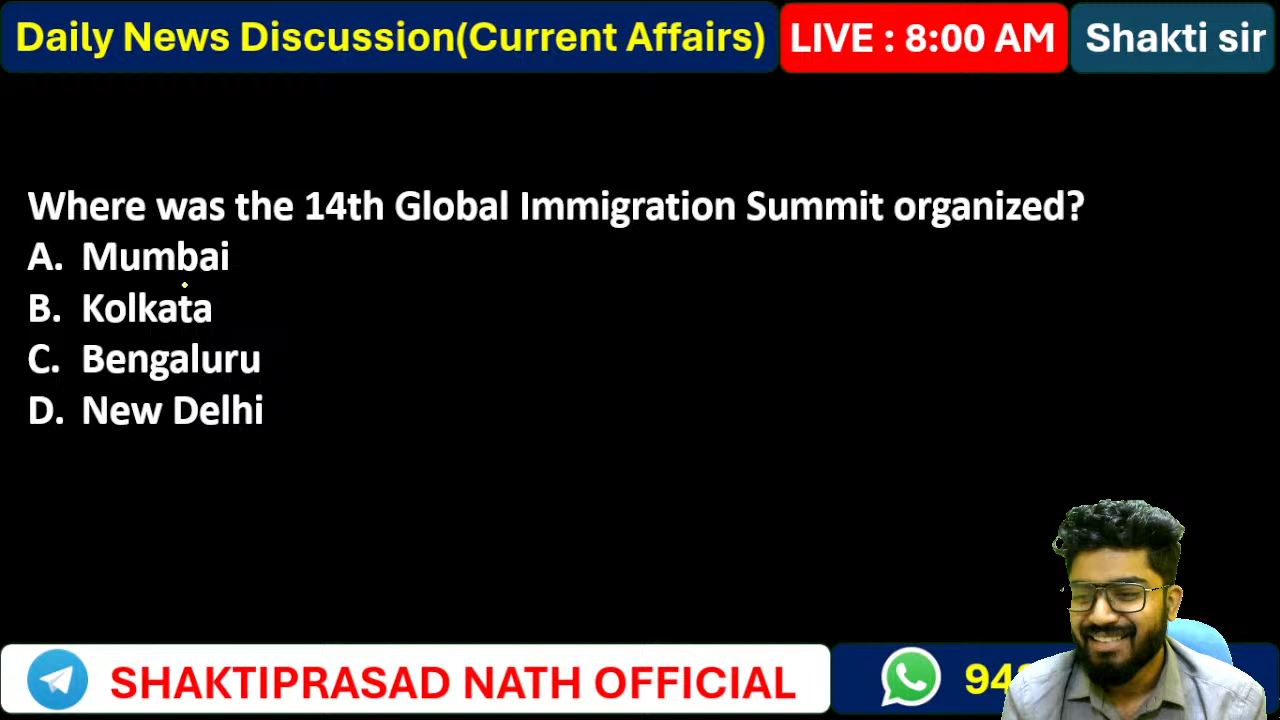 Daily News Discussion(Current Affairs)
LIVE : 8:00 AM
Shakti sir
Where was the 14th Global Immigration Summit organized?
A. Mumbai
B. Kolkata
C. Bengaluru
D. New Delhi
SHAKTIPRASAD NATH OFFICIAL